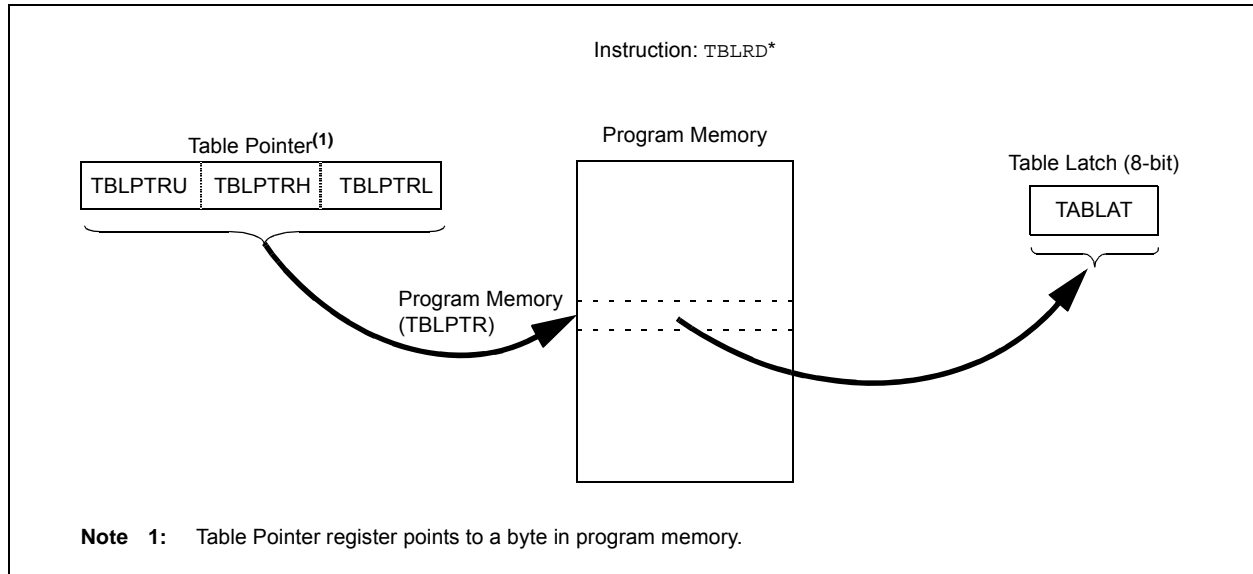 Instruction: TBLRD*
Table Pointer(1)
TBLPTRU TBLPTRH TBLPTRL
Program Memory
Table Latch (8-bit)
TABLAT
Program Memory
(TBLPTR)
Note 1: Table Pointer register points to a byte in program memory.